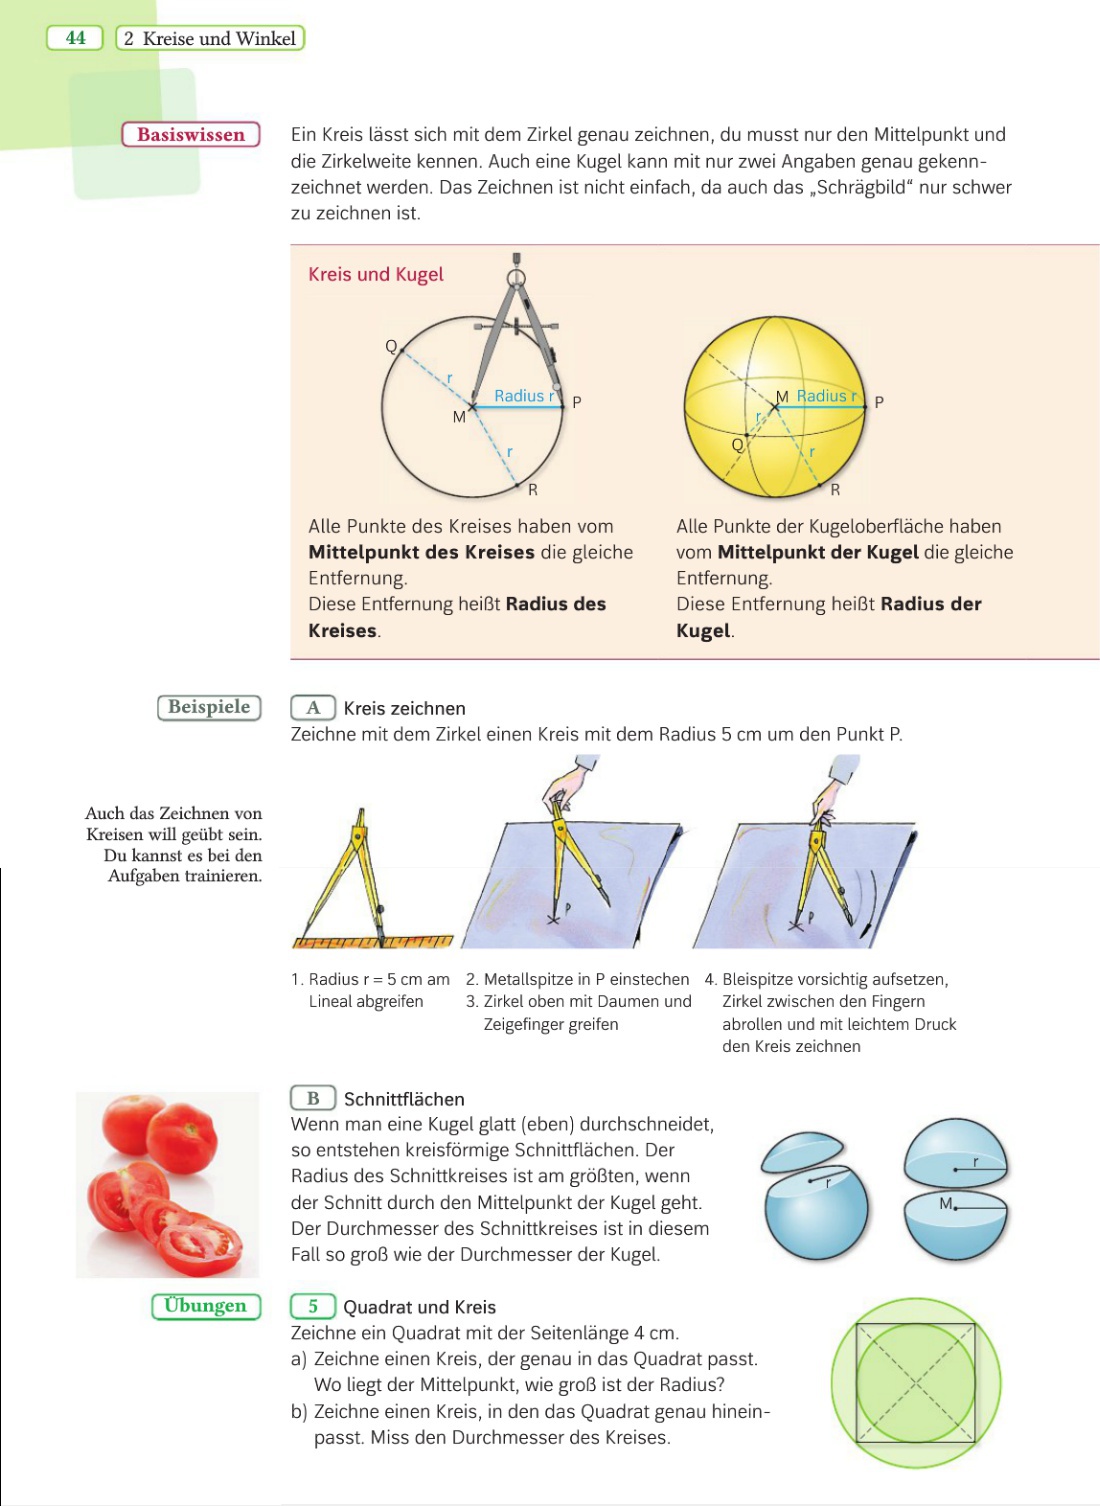 44
2 Kreise und Winkel
Basiswissen
Ein Kreis lässt sich mit dem Zirkel genau zeichnen, du musst nur den Mittelpunkt und
die Zirkelweite kennen. Auch eine Kugel kann mit nur zwei Angaben genau gekenn-
zeichnet werden. Das Zeichnen ist nicht einfach, da auch das „Schrägbild“ nur schwer
zu zeichnen ist.
Kreis und Kugel
Q
r
Radius r
P
M
r
R
M
Radius r
P
r
Q
r
R
Alle Punkte des Kreises haben vom
Mittelpunkt des Kreises die gleiche
Entfernung.
Diese Entfernung heißt Radius des
Kreises.
Alle Punkte der Kugeloberfläche haben
vom Mittelpunkt der Kugel die gleiche
Entfernung.
Diese Entfernung heißt Radius der
Kugel.
Beispiele
A Kreis zeichnen
Zeichne mit dem Zirkel einen Kreis mit dem Radius 5 cm um den Punkt P.
Auch das Zeichnen von
Kreisen will geübt sein.
Du kannst es bei den
Aufgaben trainieren.
P
P
1. Radius r = 5 cm am
Lineal abgreifen
2. Metallspitze in P einstechen
3. Zirkel oben mit Daumen und
Zeigefinger greifen
4. Bleispitze vorsichtig aufsetzen,
Zirkel zwischen den Fingern
abrollen und mit leichtem Druck
den Kreis zeichnen
B Schnittflächen
Wenn man eine Kugel glatt (eben) durchschneidet,
so entstehen kreisförmige Schnittflächen. Der
Radius des Schnittkreises ist am größten, wenn
der Schnitt durch den Mittelpunkt der Kugel geht.
Der Durchmesser des Schnittkreises ist in diesem
Fall so groß wie der Durchmesser der Kugel.
r
r
M
Übungen
5 Quadrat und Kreis
Zeichne ein Quadrat mit der Seitenlänge 4 cm.
a) Zeichne einen Kreis, der genau in das Quadrat passt.
Wo liegt der Mittelpunkt, wie groß ist der Radius?
b) Zeichne einen Kreis, in den das Quadrat genau hinein-
passt. Miss den Durchmesser des Kreises.